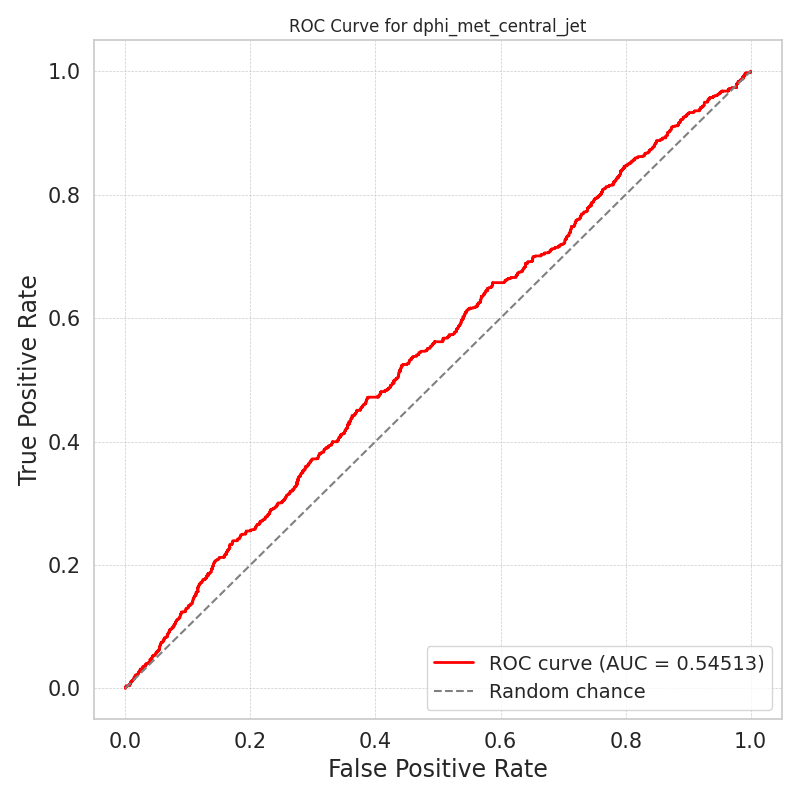 ROC Curve for dphi_met_central_jet
True Positive Rate
1.0
0.8
0.6
0.4
0.2
0.0
ROC curve (AUC = 0.54513)
Random chance
0.0 0.2 0.4 0.6 0.8 1.0
False Positive Rate